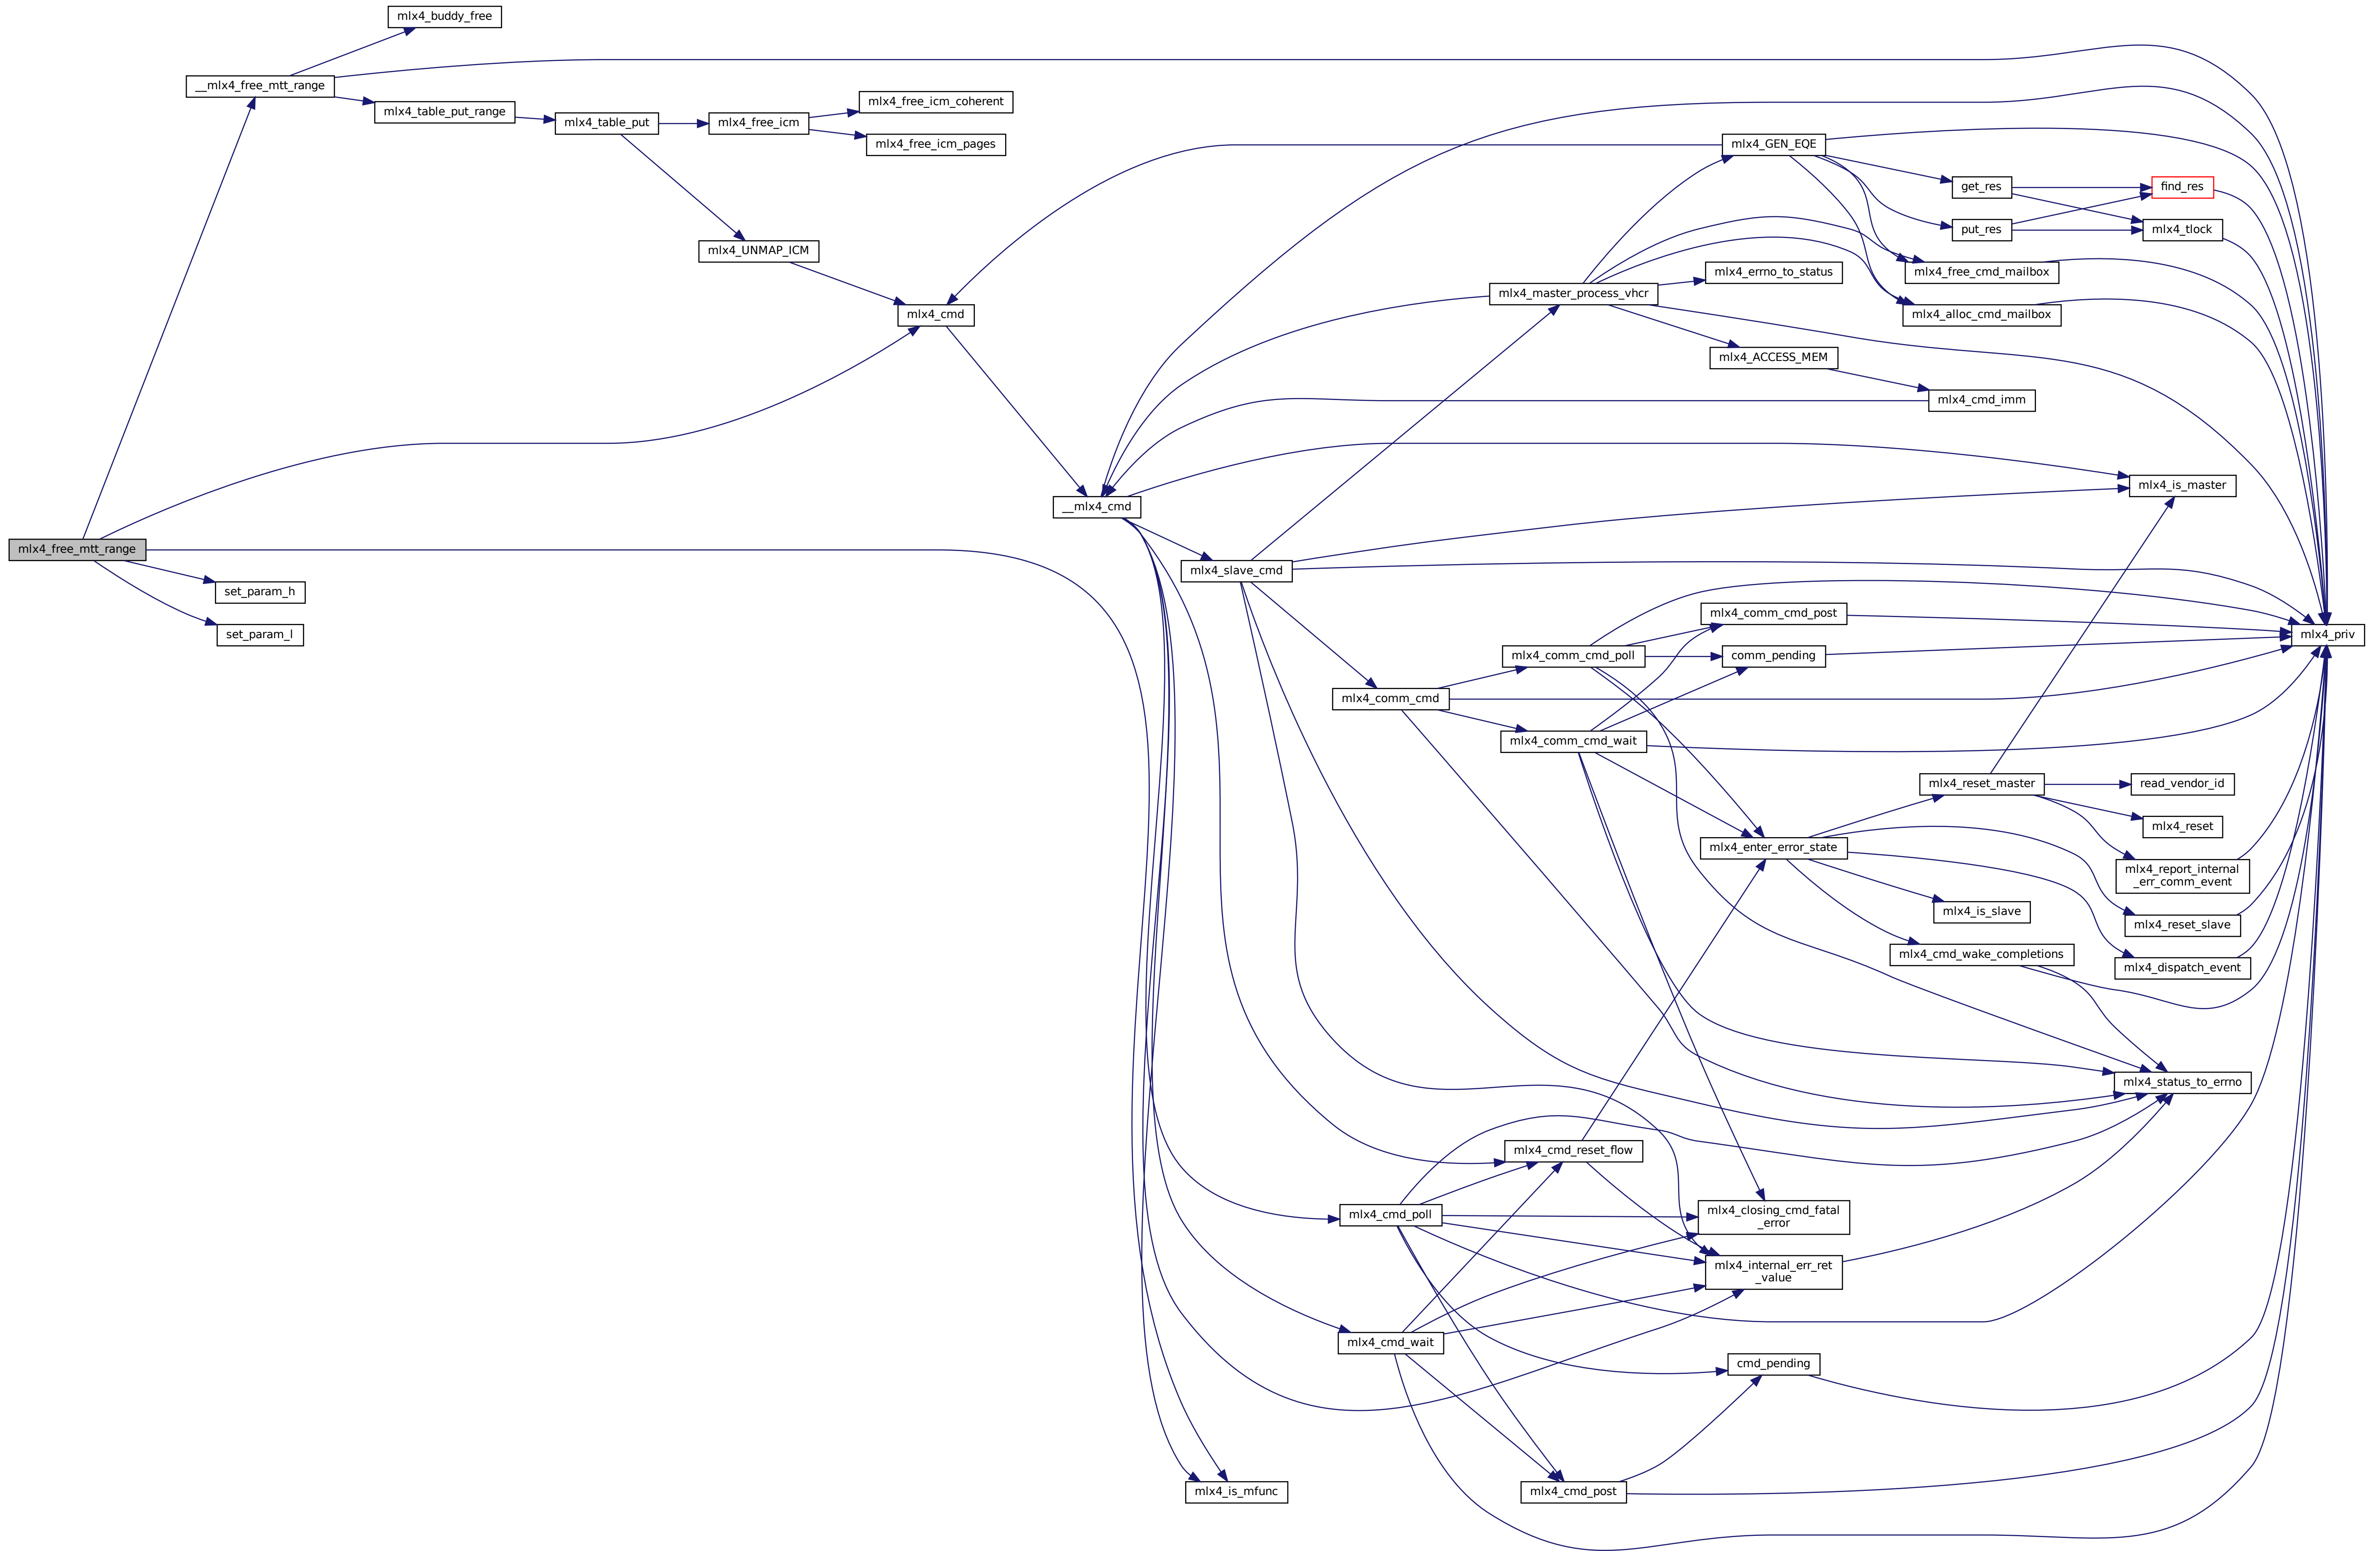 mlx4_buddy_free
__mlx4_free_mtt_range
mlx4_free_icm_coherent
mlx4_table_put_range
mlx4_table_put
mlx4_free_icm
mlx4_free_icm_pages
mlx4_GEN_EQE
get_res
find_res
put_res
mlx4_tlock
mlx4_UNMAP_ICM
mlx4_errno_to_status
mlx4_free_cmd_mailbox
mlx4_master_process_vhcr
mlx4_cmd
mlx4_alloc_cmd_mailbox
mlx4_ACCESS_MEM
mlx4_cmd_imm
mlx4_is_master
__mlx4_cmd
mlx4_free_mtt_range
mlx4_slave_cmd
set_param_h
mlx4_comm_cmd_post
set_param_l
mlx4_priv
mlx4_comm_cmd_poll
comm_pending
mlx4_comm_cmd
mlx4_comm_cmd_wait
mlx4_reset_master
read_vendor_id
mlx4_reset
mlx4_enter_error_state
mlx4_report_internal
_err_comm_event
mlx4_is_slave
mlx4_reset_slave
mlx4_cmd_wake_completions
mlx4_dispatch_event
mlx4_status_to_errno
mlx4_cmd_reset_flow
mlx4_cmd_poll
mlx4_closing_cmd_fatal
_error
mlx4_internal_err_ret
_value
mlx4_cmd_wait
cmd_pending
mlx4_is_mfunc
mlx4_cmd_post